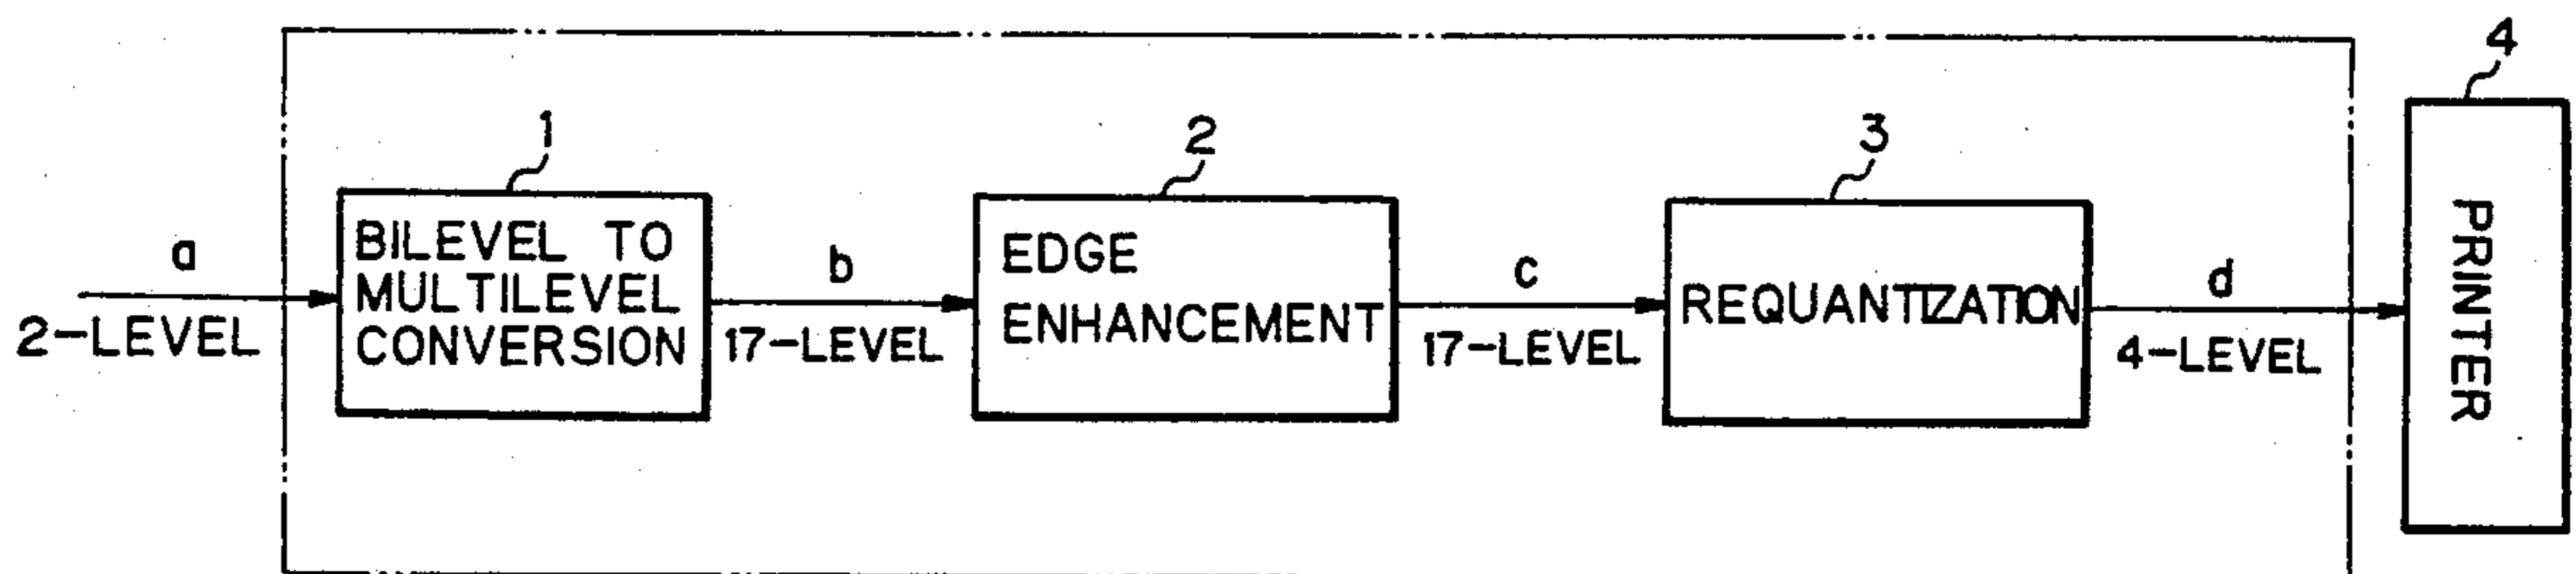 a
2-LEVEL
1
BILEVEL TO
MULTILEVEL
CONVERSION
b
17-LEVEL
2
EDGE
ENHANCEMENT
c
17-LEVEL
3
REQUANTIZATION
d
4-LEVEL
4
PRINTER